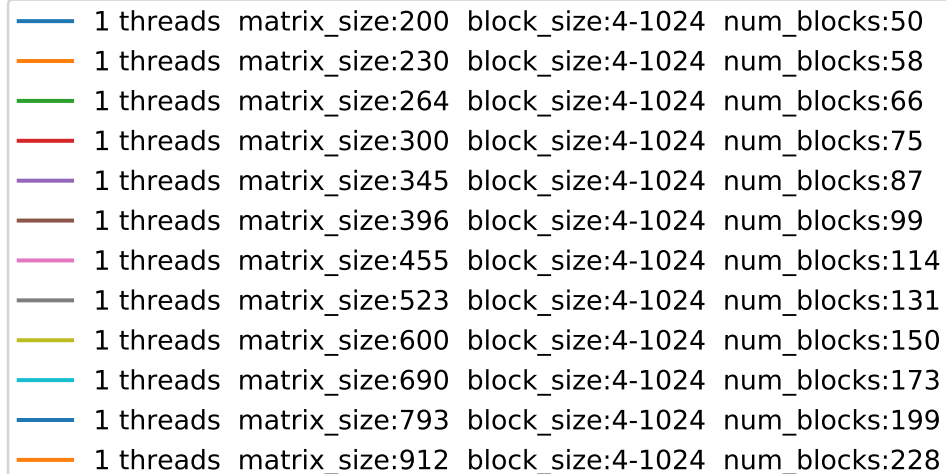 1 threads matrix_size:200 block_size:4-1024 num_blocks:50
1 threads matrix_size:230 block_size:4-1024 num_blocks:58
1 threads matrix_size:264 block_size:4-1024 num_blocks:66
1 threads matrix_size:300 block_size:4-1024 num_blocks:75
1 threads matrix_size:345 block_size:4-1024 num_blocks:87
1 threads matrix_size:396 block_size:4-1024 num_blocks:99
1 threads matrix_size:455 block_size:4-1024 num_blocks:114
1 threads matrix_size:523 block_size:4-1024 num_blocks:131
1 threads matrix_size:600 block_size:4-1024 num_blocks:150
1 threads matrix_size:690 block_size:4-1024 num_blocks:173
1 threads matrix_size:793 block_size:4-1024 num_blocks:199
1 threads matrix_size:912 block_size:4-1024 num_blocks:228